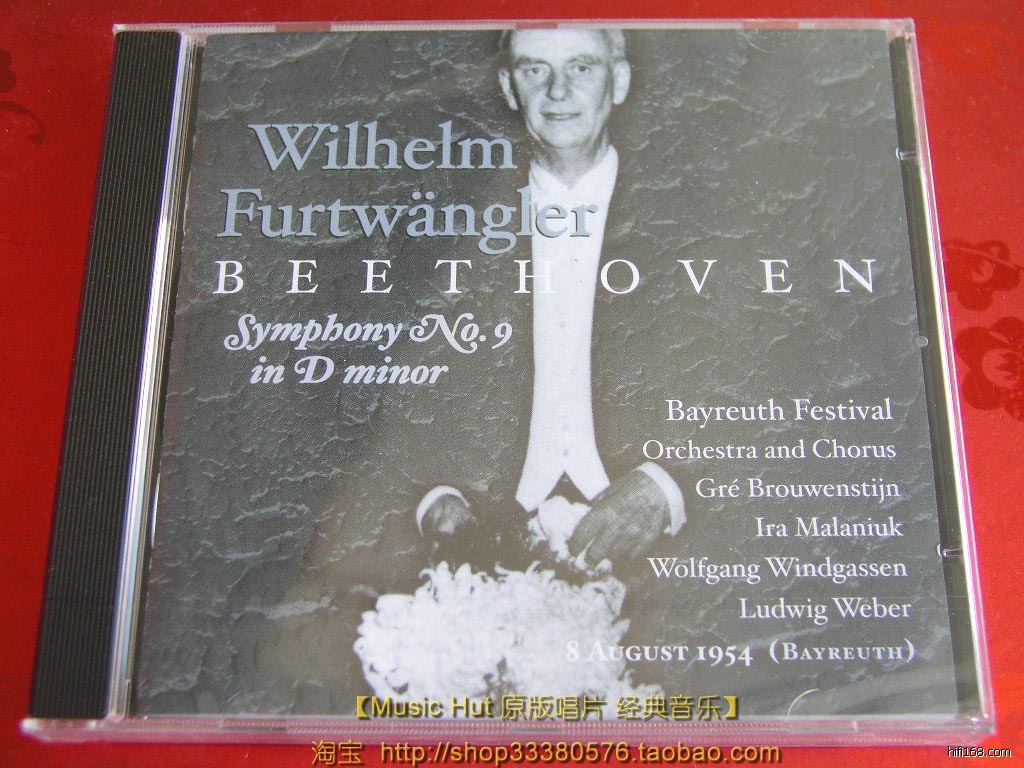 Wilhelm
Furtwängler
BEETHOVEN
Symphony No. 9
in D minor
Bayreuth Festival
Orchestra and Chorus
Gré Brouwenstijn
Ira Malaniuk
Wolfgang Windgassen
Ludwig Weber
8 AUGUST 1954 (BAYREUTH)
【Music Hut 原版唱片 经典音乐】
淘宝 http://shop33380576.taobao.com
hifi168.com